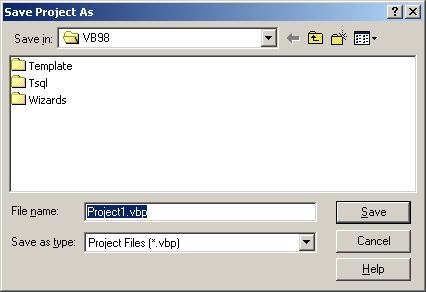 Save Project As
Save in: VB98
Template
Tsql
Wizards
File name: Project1.vbp Save
Save as type: Project Files (*.vbp) Cancel
Help